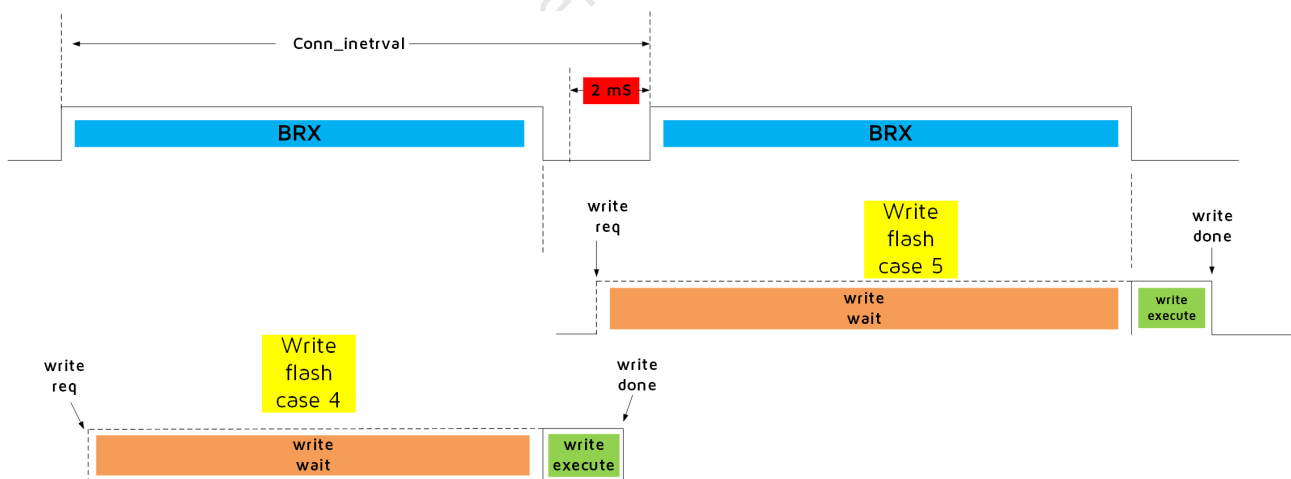 Conn_inetrval
2 mS
BRX
BRX
write
req
Write
flash
case 5
write
done
write
wait
write
execute
write
req
Write
flash
case 4
write
done
write
wait
write
execute